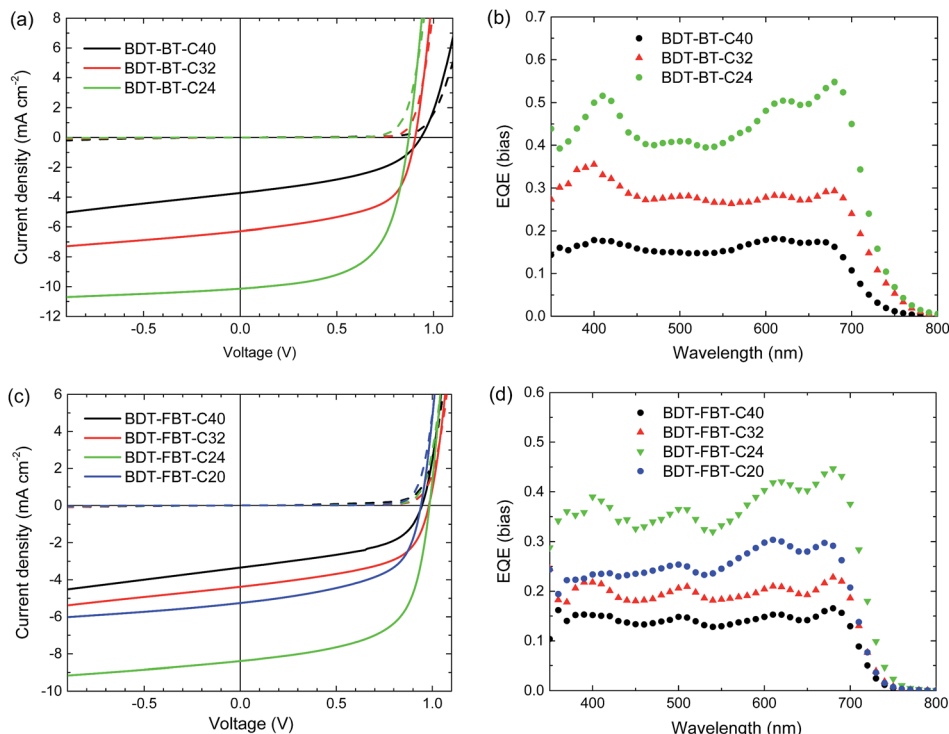 (a)
8
6
4
2
0
-2
-4
-6
-8
-10
-12
Current density (mA cm⁻²)
BDT-BT-C40
BDT-BT-C32
BDT-BT-C24
-0.5
0.0
0.5
1.0
Voltage (V)
(b)
0.6
0.5
0.4
0.3
0.2
0.1
0.0
EQE (bias)
BDT-BT-C40
BDT-BT-C32
BDT-BT-C24
400
500
600
700
800
Wavelength (nm)
(c)
6
4
2
0
-2
-4
-6
-8
-10
Current density (mA cm⁻²)
BDT-FBT-C40
BDT-FBT-C32
BDT-FBT-C24
BDT-FBT-C20
-0.5
0.0
0.5
1.0
Voltage (V)
(d)
0.6
0.5
0.4
0.3
0.2
0.1
0.0
EQE (bias)
BDT-FBT-C40
BDT-FBT-C32
BDT-FBT-C24
BDT-FBT-C20
400
500
600
700
800
Wavelength (nm)